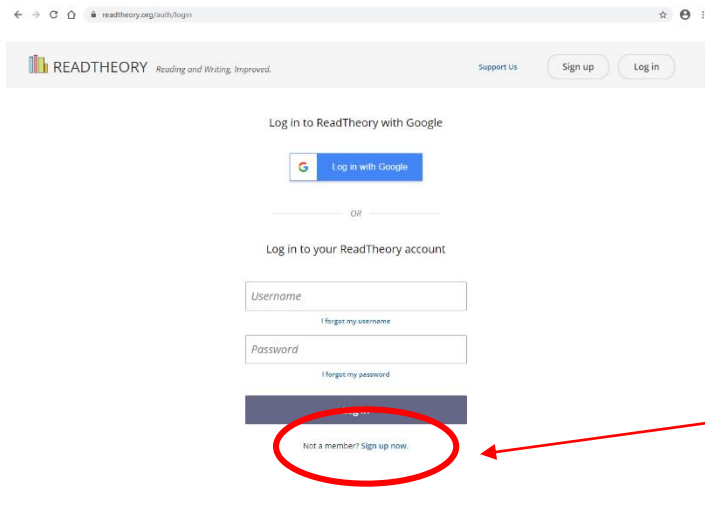 readtheory.org/auth/login
READTHEORY Reading and Writing, Improved. Support Us Sign up Log in
Log in to ReadTheory with Google
G Log in with Google
OR
Log in to your ReadTheory account
Username
I forgot my username
Password
I forgot my password
Log in
Not a member? Sign up now.